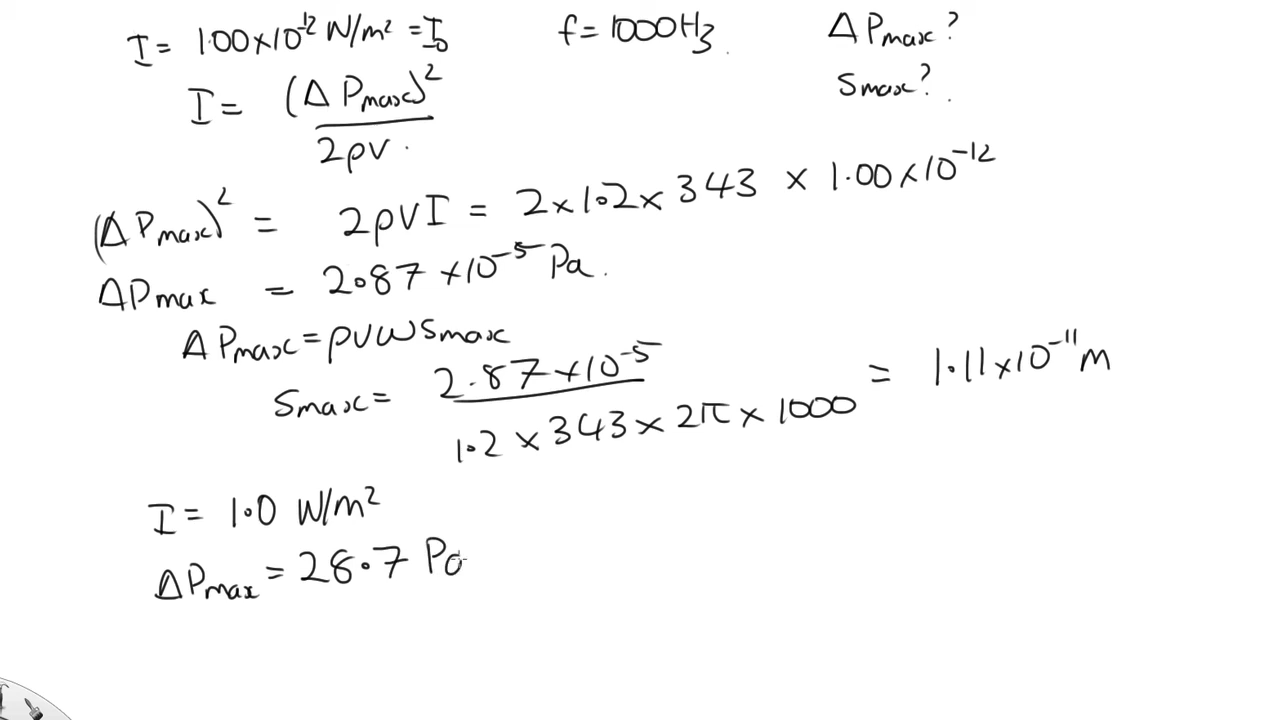 I = 1.00×10⁻¹² W/m² = I₀ f = 1000Hz ΔPmax?
Smax?
I = (ΔPmax)² / 2ρv
(ΔPmax)² = 2ρVI = 2×1.2×343 × 1.00×10⁻¹²
ΔPmax = 2.87×10⁻⁵ Pa.
ΔPmax = ρvωSmax
Smax = 2.87×10⁻⁵ / 1.2×343×2π×1000 = 1.11×10⁻¹¹ m
I = 1.0 W/m²
ΔPmax = 28.7 Pa